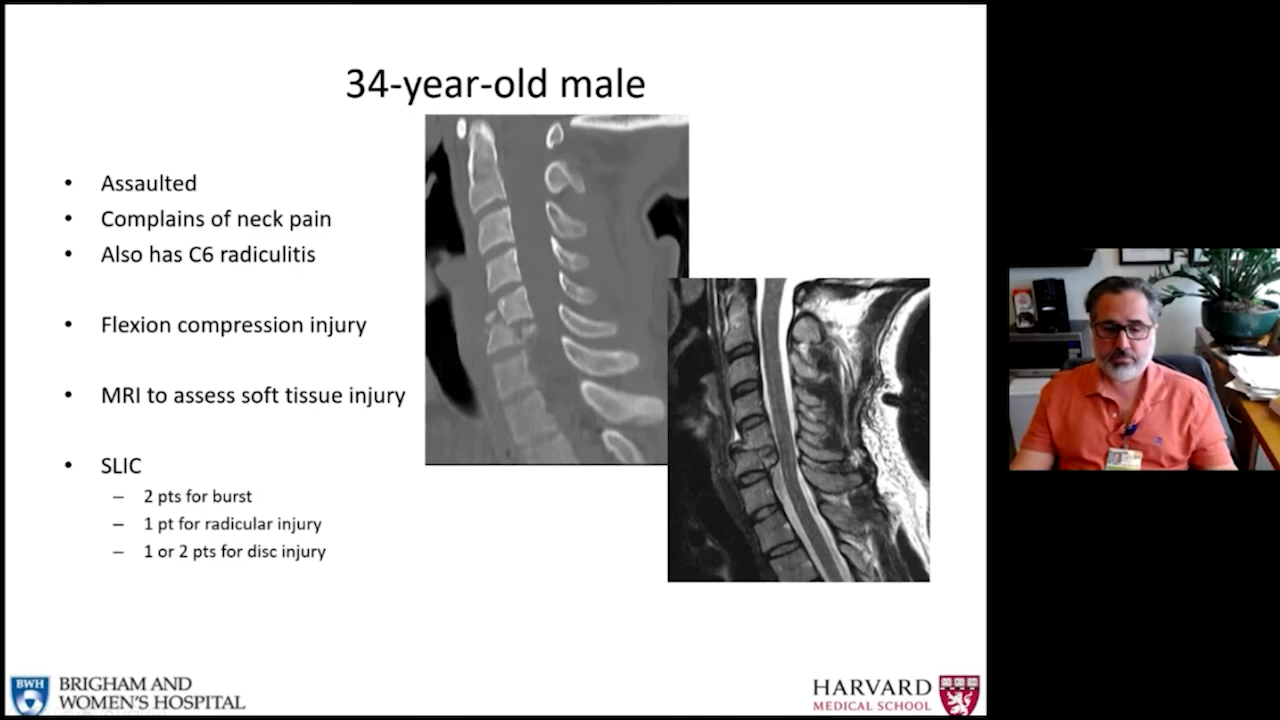 34-year-old male
• Assaulted
• Complains of neck pain
• Also has C6 radiculitis
• Flexion compression injury
• MRI to assess soft tissue injury
• SLIC
– 2 pts for burst
– 1 pt for radicular injury
– 1 or 2 pts for disc injury
BWH
BRIGHAM AND
WOMEN'S HOSPITAL
HARVARD
MEDICAL SCHOOL